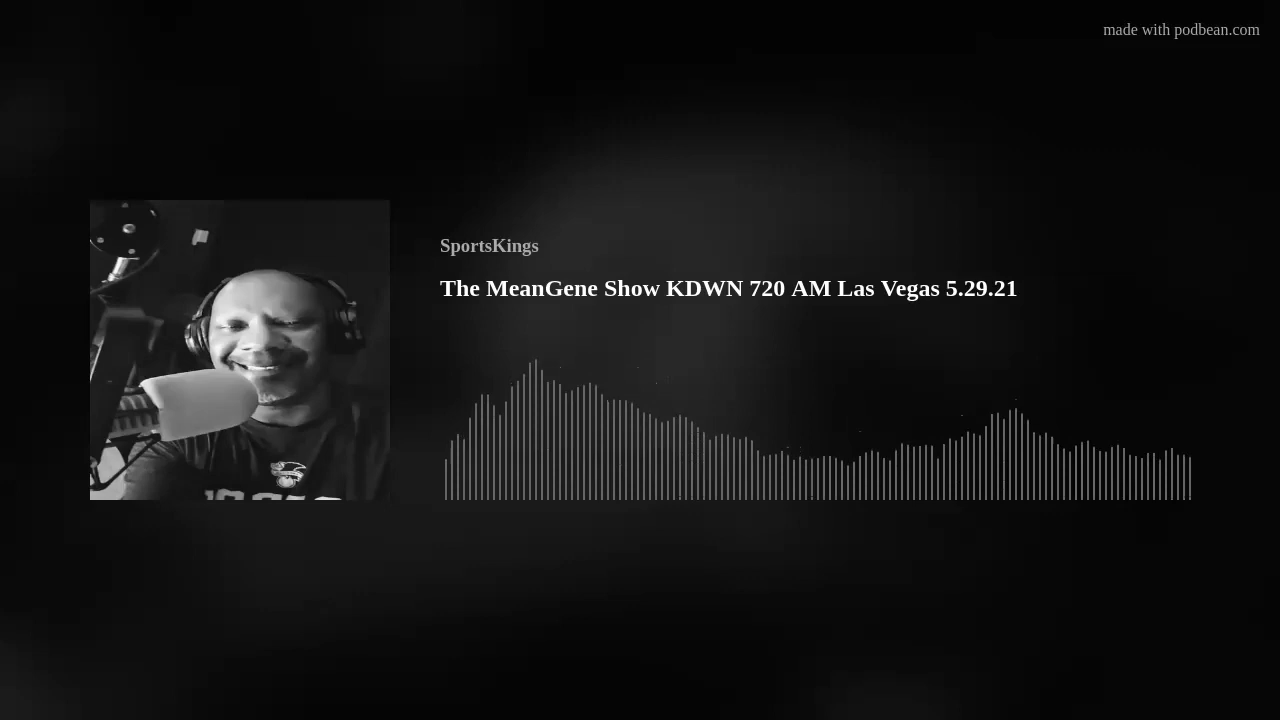 made with podbean.com
SportsKings
The MeanGene Show KDWN 720 AM Las Vegas 5.29.21